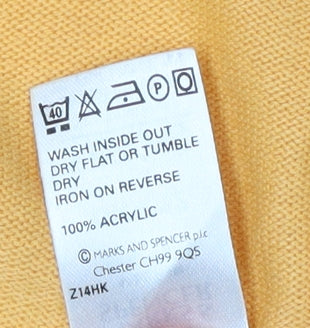 40 P
WASH INSIDE OUT
DRY FLAT OR TUMBLE
DRY
IRON ON REVERSE
100% ACRYLIC
© MARKS AND SPENCER p.l.c
Chester CH99 9QS
Z14HK